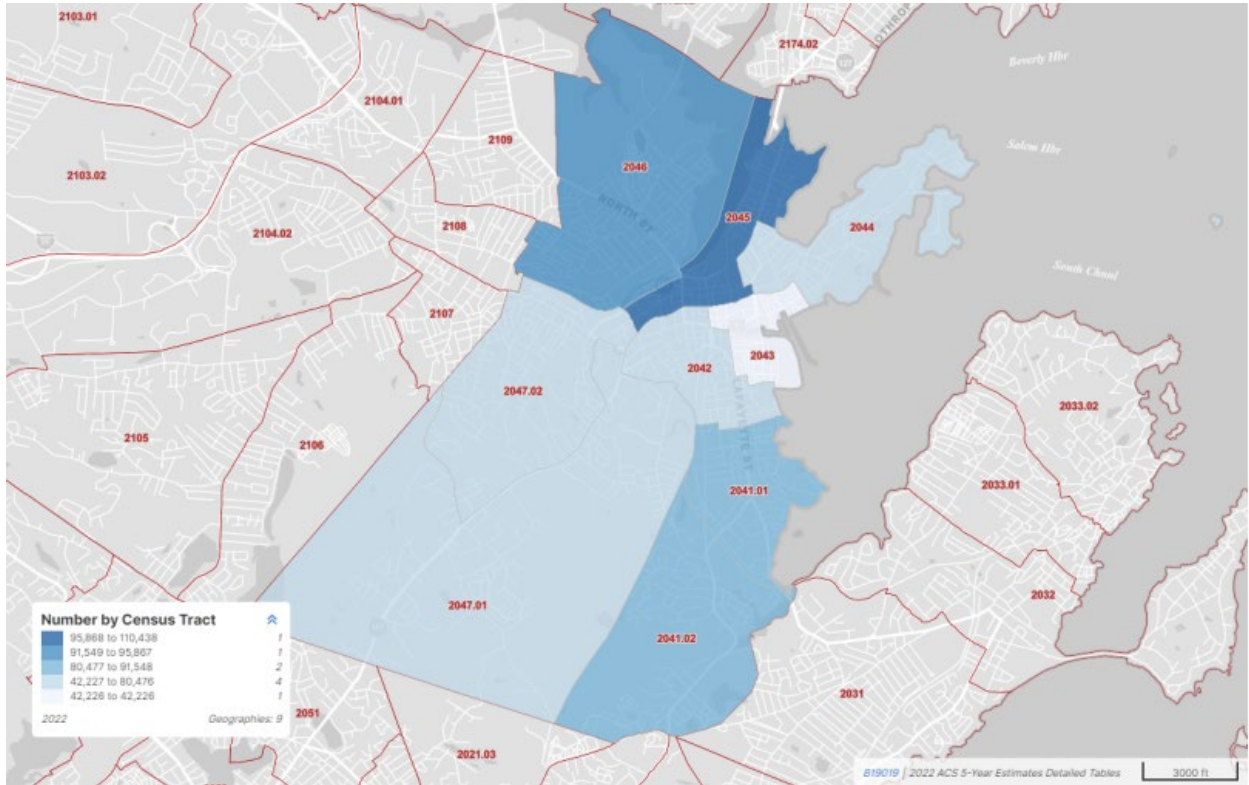 2103.01
2174.02
LOTHROP
127
Beverly Hbr
2104.01
2109
2103.02
2046
Salem Hbr
NORTH ST
2045
2104.02
2108
2044
South Chnnl
2107
2043
2042
2047.02
LAFAYETTE ST
2033.02
2105
2106
2033.01
2041.01
2032
2047.01
2041.02
2031
2051
2021.03
Number by Census Tract
95,868 to 110,438 1
91,549 to 95,867 1
80,477 to 91,548 2
42,227 to 80,476 4
42,226 to 42,226 1
2022 Geographies: 9
B19019 | 2022 ACS 5-Year Estimates Detailed Tables
3000 ft